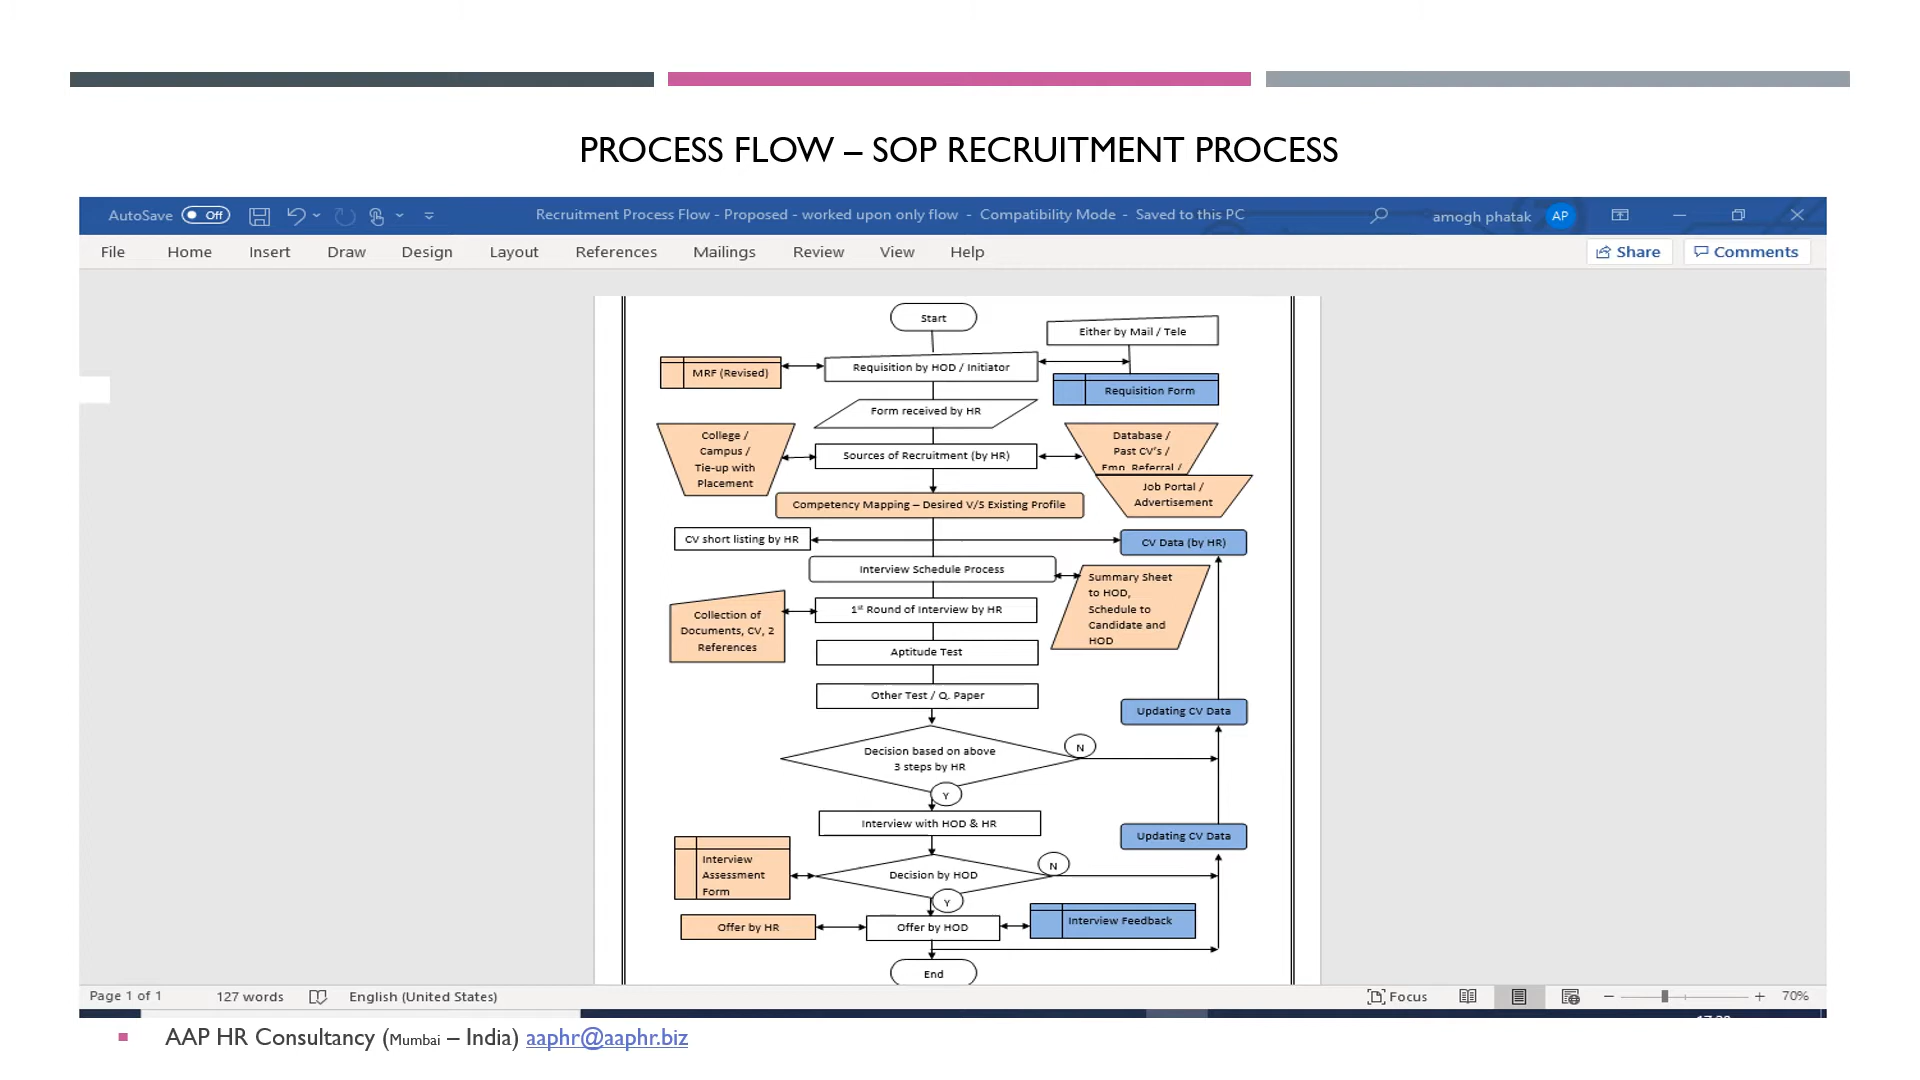 PROCESS FLOW – SOP RECRUITMENT PROCESS
AutoSave Off
Recruitment Process Flow - Proposed - worked upon only flow - Compatibility Mode - Saved to this PC
amogh phatak AP
File Home Insert Draw Design Layout References Mailings Review View Help
Share Comments
Start
Either by Mail / Tele
MRF (Revised)
Requisition by HOD / Initiator
Requisition Form
Form received by HR
College /
Campus /
Tie-up with
Placement
Sources of Recruitment (by HR)
Database /
Past CV's /
Emp. Referral /
Job Portal /
Advertisement
Competency Mapping – Desired V/S Existing Profile
CV short listing by HR
CV Data (by HR)
Interview Schedule Process
Summary Sheet
to HOD,
Schedule to
Candidate and
HOD
1st Round of Interview by HR
Collection of
Documents, CV, 2
References
Aptitude Test
Other Test / Q. Paper
Updating CV Data
Decision based on above
3 steps by HR
N
Y
Interview with HOD & HR
Updating CV Data
Interview
Assessment
Form
Decision by HOD
N
Y
Offer by HR
Offer by HOD
Interview Feedback
End
Page 1 of 1 127 words English (United States)
Focus 70%
AAP HR Consultancy (Mumbai – India) aaphr@aaphr.biz